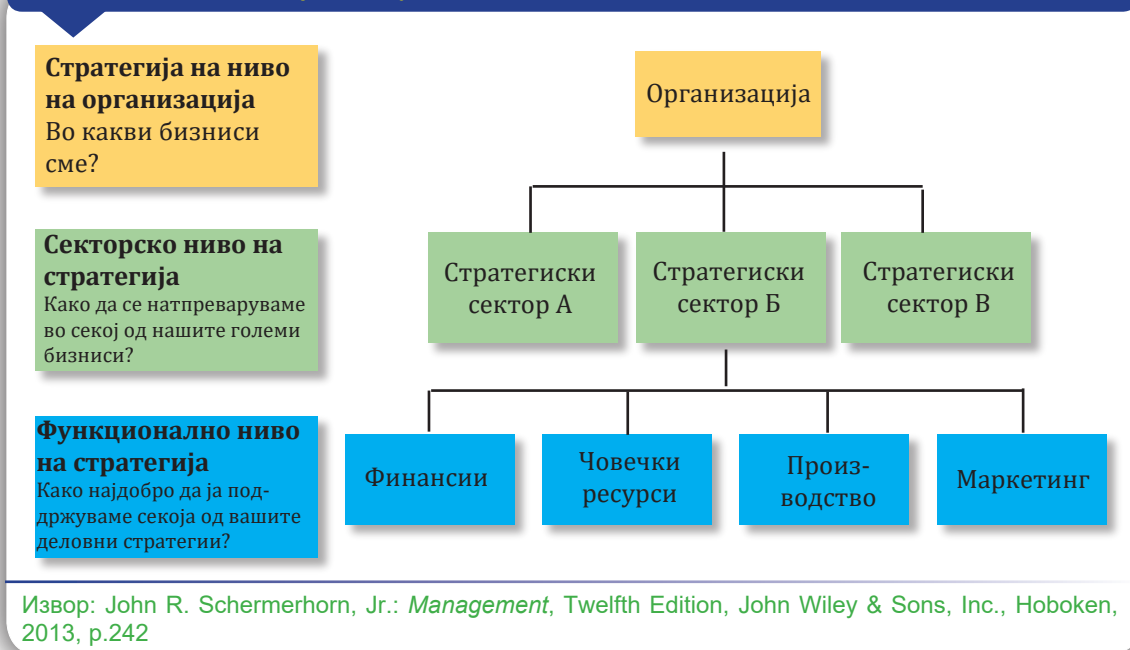 Стратегија на ниво
на организација
Во какви бизниси
сме?
Организација
Секторско ниво на
стратегија
Како да се натпреваруваме
во секој од нашите големи
бизниси?
Стратегиски
сектор А
Стратегиски
сектор Б
Стратегиски
сектор В
Функционално ниво
на стратегија
Како најдобро да ја под-
држуваме секоја од вашите
деловни стратегии?
Финансии
Човечки
ресурси
Произ-
водство
Маркетинг
Извор: John R. Schermerhorn, Jr.: Management, Twelfth Edition, John Wiley & Sons, Inc., Hoboken,
2013, p.242